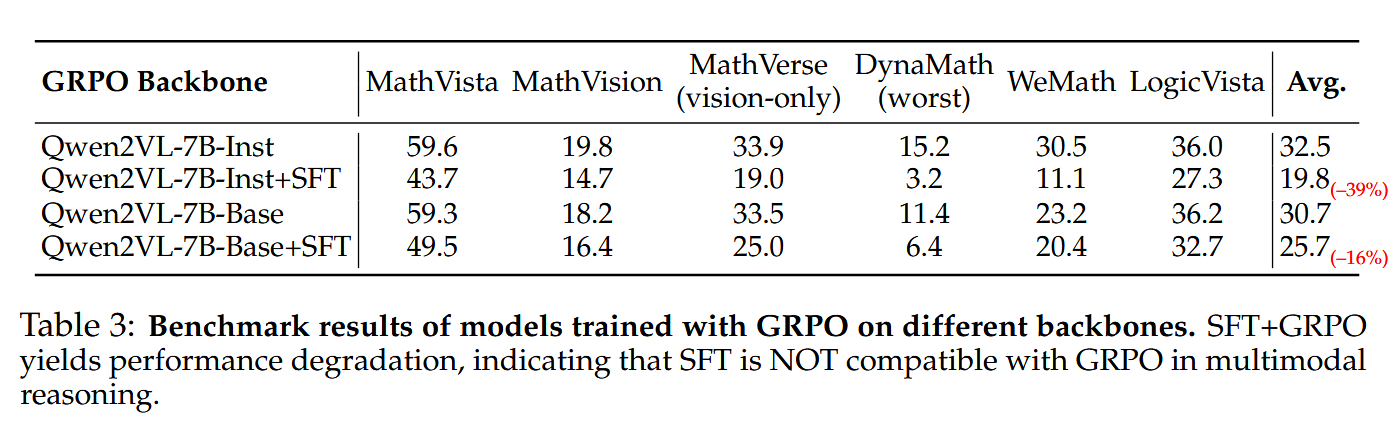 GRPO Backbone MathVista MathVision MathVerse (vision-only) DynaMath (worst) WeMath LogicVista Avg.
Qwen2VL-7B-Inst 59.6 19.8 33.9 15.2 30.5 36.0 32.5
Qwen2VL-7B-Inst+SFT 43.7 14.7 19.0 3.2 11.1 27.3 19.8(–39%)
Qwen2VL-7B-Base 59.3 18.2 33.5 11.4 23.2 36.2 30.7
Qwen2VL-7B-Base+SFT 49.5 16.4 25.0 6.4 20.4 32.7 25.7(–16%)
Table 3: Benchmark results of models trained with GRPO on different backbones. SFT+GRPO
yields performance degradation, indicating that SFT is NOT compatible with GRPO in multimodal
reasoning.